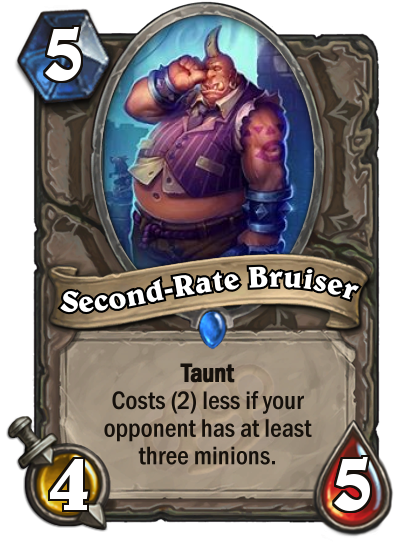 5
Second-Rate Bruiser
Taunt
Costs (2) less if your
opponent has at least
three minions.
4
5